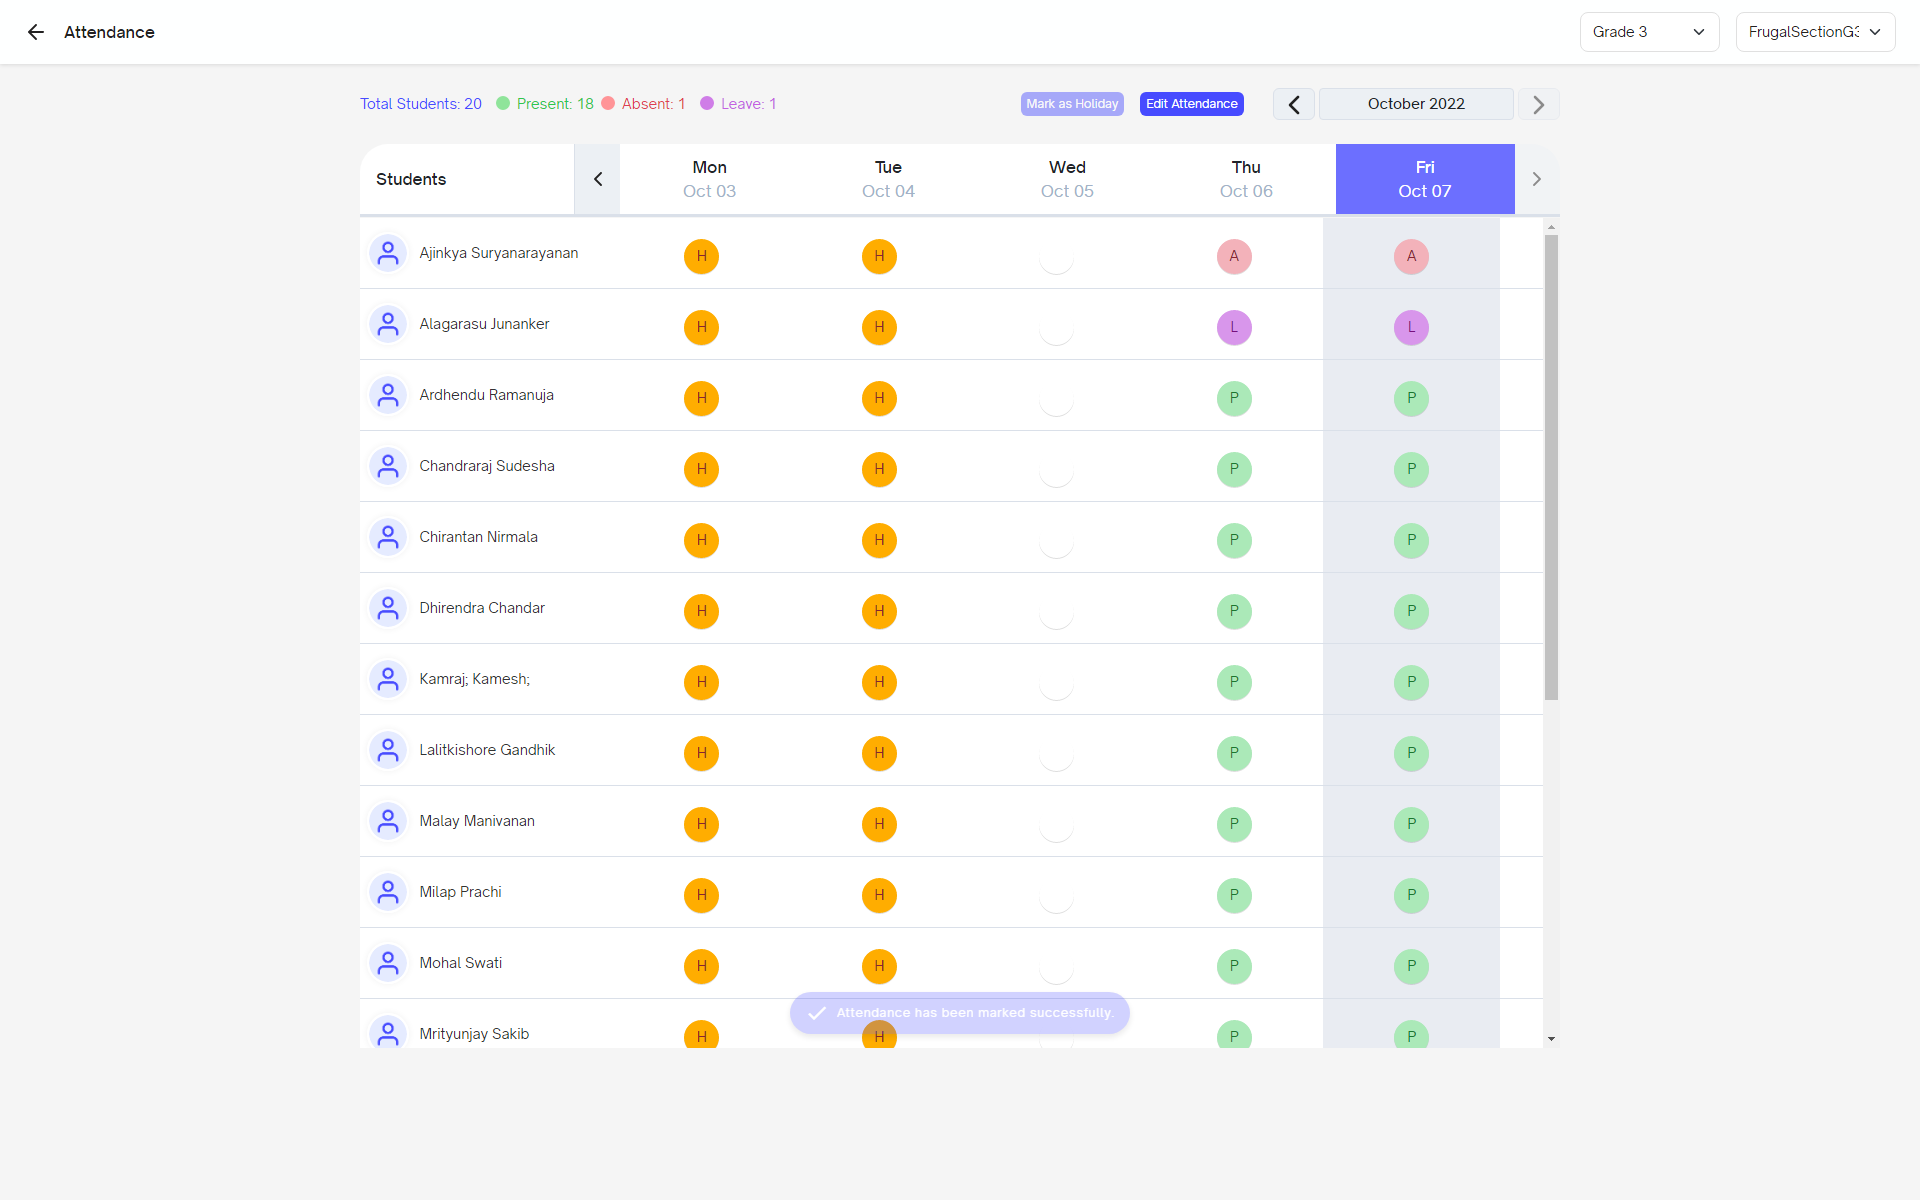 Attendance
Grade 3
FrugalSectionG3
Total Students: 20 Present: 18 Absent: 1 Leave: 1
Mark as Holiday
Edit Attendance
October 2022
Students
Mon Tue Wed Thu Fri
Oct 03 Oct 04 Oct 05 Oct 06 Oct 07
Ajinkya Suryanarayanan H H A A
Alagarasu Junanker H H L L
Ardhendu Ramanuja H H P P
Chandraraj Sudesha H H P P
Chirantan Nirmala H H P P
Dhirendra Chandar H H P P
Kamraj; Kamesh; H H P P
Lalitkishore Gandhik H H P P
Malay Manivanan H H P P
Milap Prachi H H P P
Mohal Swati H H P P
Attendance has been marked successfully.
Mrityunjay Sakib H H P P